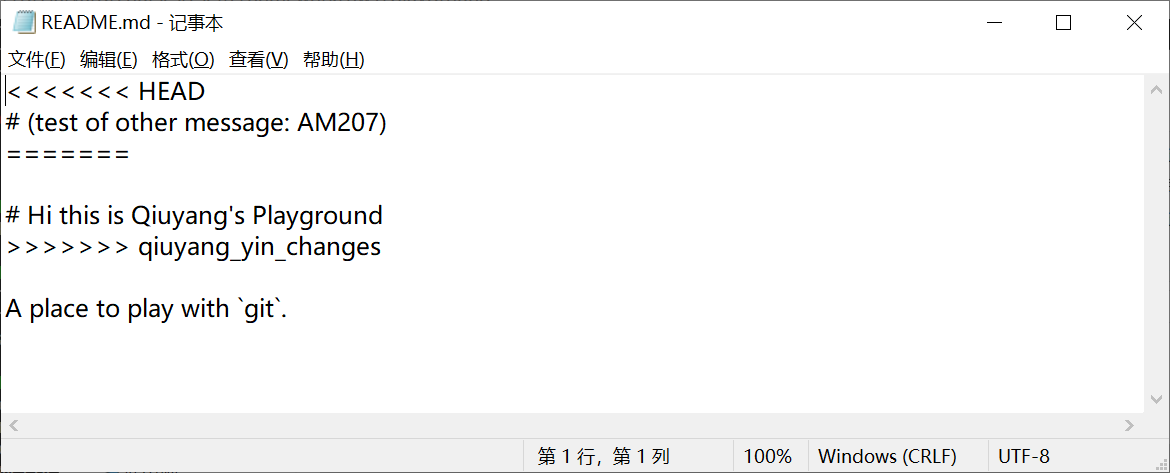 README.md - 记事本
文件(F) 编辑(E) 格式(O) 查看(V) 帮助(H)
<<<<<<< HEAD
# (test of other message: AM207)
=======
# Hi this is Qiuyang's Playground
>>>>>>> qiuyang_yin_changes
A place to play with `git`.
第 1 行，第 1 列 100% Windows (CRLF) UTF-8